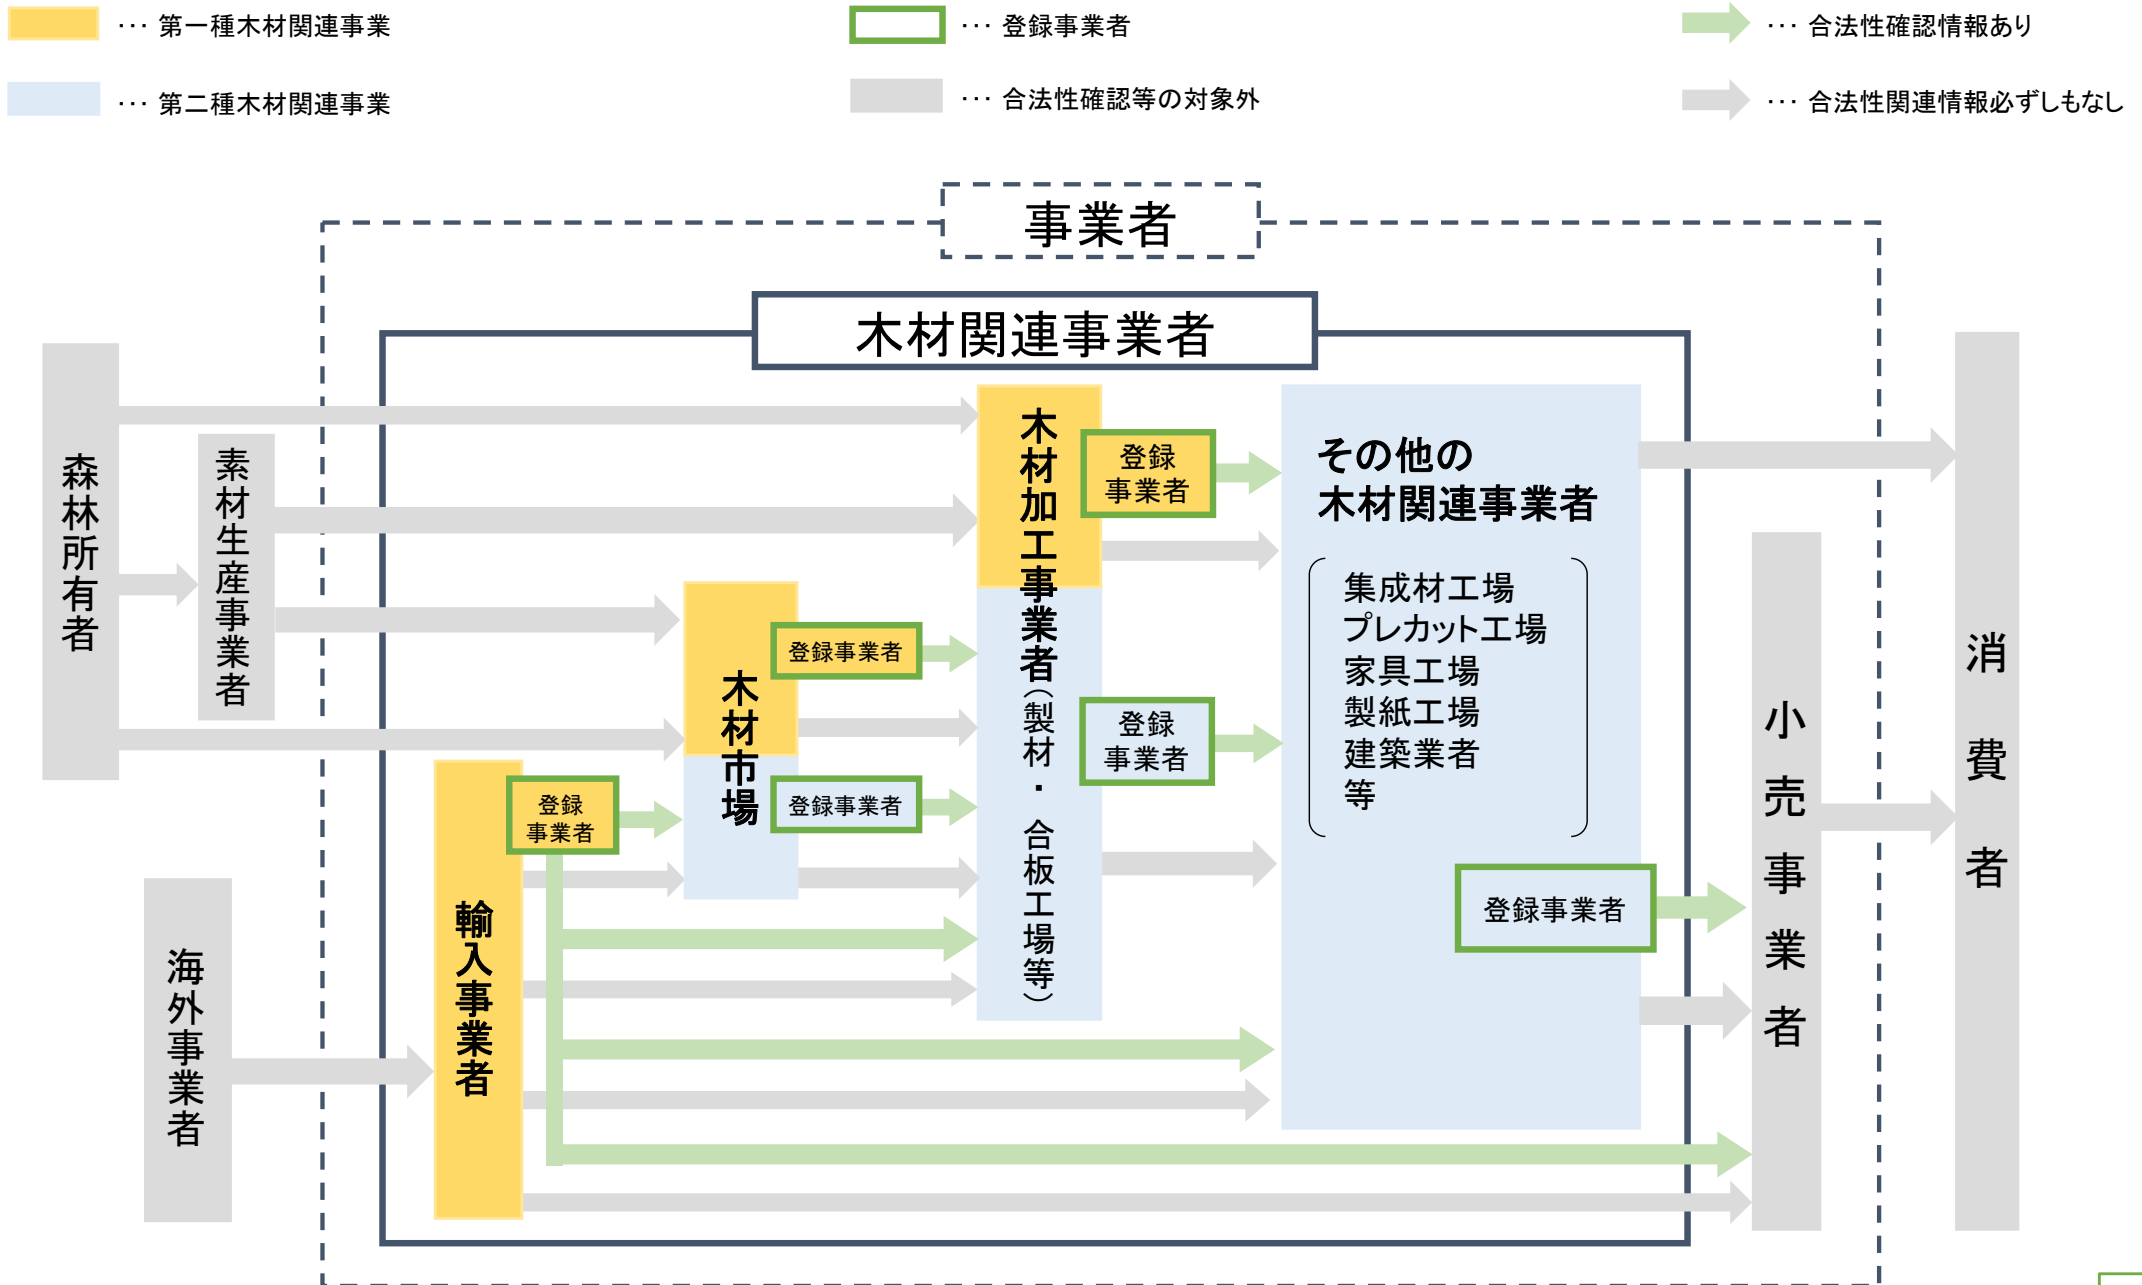 ･･･ 第一種木材関連事業
･･･ 登録事業者
･･･ 合法性確認情報あり
･･･ 第二種木材関連事業
･･･ 合法性確認等の対象外
･･･ 合法性関連情報必ずしもなし
事業者
木材関連事業者
森林所有者
素材生産事業者
海外事業者
輸入事業者
登録
事業者
木材市場
登録事業者
登録事業者
木材加工事業者(製材・合板工場等)
登録
事業者
登録
事業者
その他の
木材関連事業者
集成材工場
プレカット工場
家具工場
製紙工場
建築業者
等
登録事業者
小売事業者
消費者